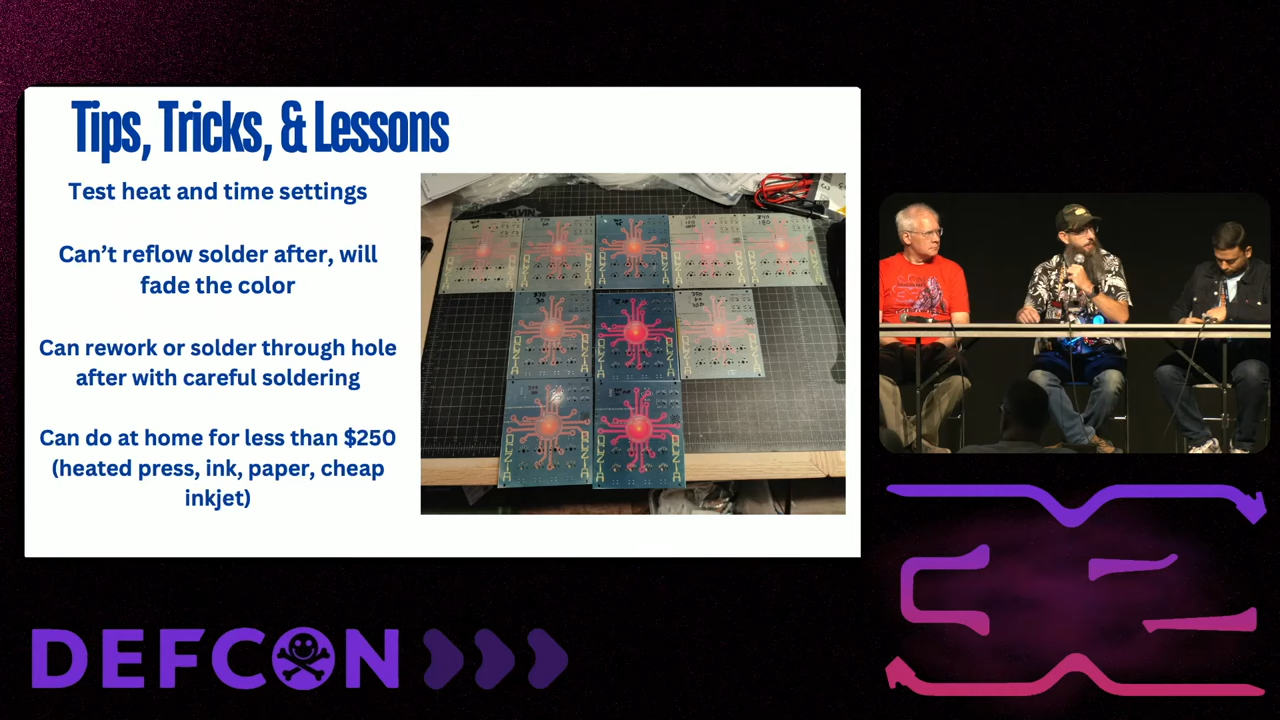 Tips, Tricks, & Lessons
Test heat and time settings
Can't reflow solder after, will
fade the color
Can rework or solder through hole
after with careful soldering
Can do at home for less than $250
(heated press, ink, paper, cheap
inkjet)
DEFCON